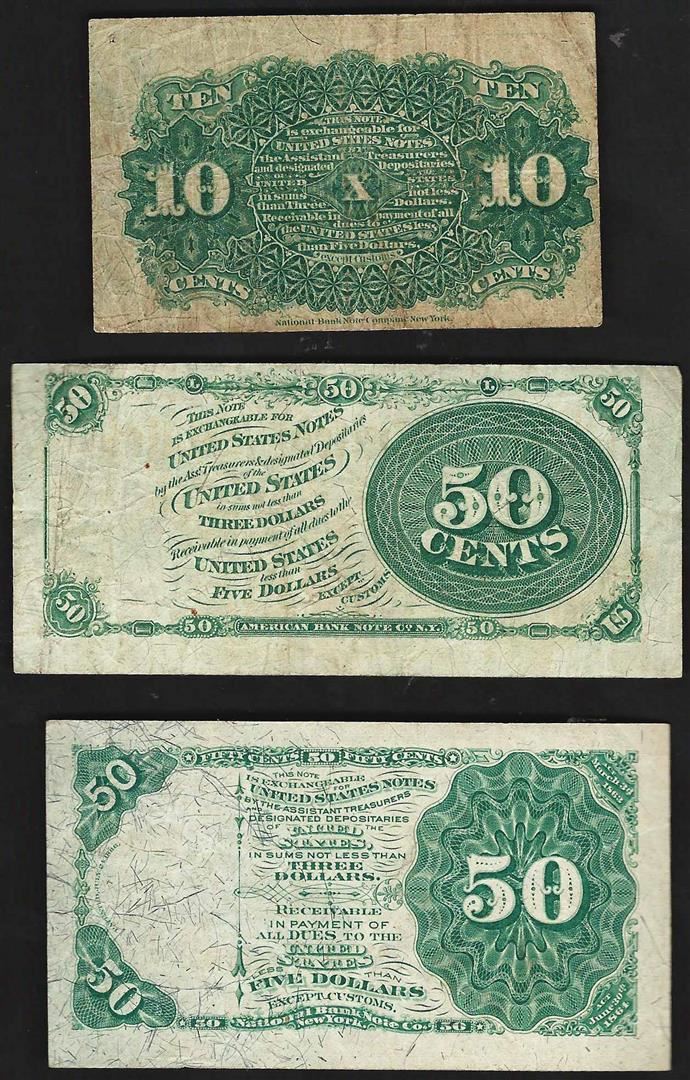 TEN TEN
THIS NOTE
is exchangeable for
UNITED STATES NOTES
BY
the Assistant Treasurers
and designated Depositaries
OF THE
UNITED STATES
in sums not less
than Three Dollars.
Receivable in payment of all
dues to
the UNITED STATES less
than Five Dollars,
except Customs.
10 X 10
CENTS CENTS
National Bank Note Company, New York.
50 L. 50 L. 50
THIS NOTE
IS EXCHANGEABLE FOR
UNITED STATES NOTES
by the Asst. Treasurers & designated Depositaries
of the
UNITED STATES
in sums not less than
THREE DOLLARS
Receivable in payment of all dues to the
UNITED STATES
less than
FIVE DOLLARS
EXCEPT
CUSTOMS.
50
CENTS
50 50 AMERICAN BANK NOTE CO. N.Y. 50 US
FIFTY CENTS 50 FIFTY CENTS
50
THIS NOTE
IS EXCHANGEABLE
FOR
UNITED STATES NOTES
BY THE ASSISTANT TREASURERS
AND
DESIGNATED DEPOSITARIES
OF THE
UNITED
STATES,
IN SUMS NOT LESS THAN
THREE
DOLLARS.
RECEIVABLE
IN PAYMENT OF
ALL DUES TO THE
UNITED
STATES
LESS THAN
FIVE DOLLARS
EXCEPT CUSTOMS.
50
50
50 National Bank Note Co. 50
New York.